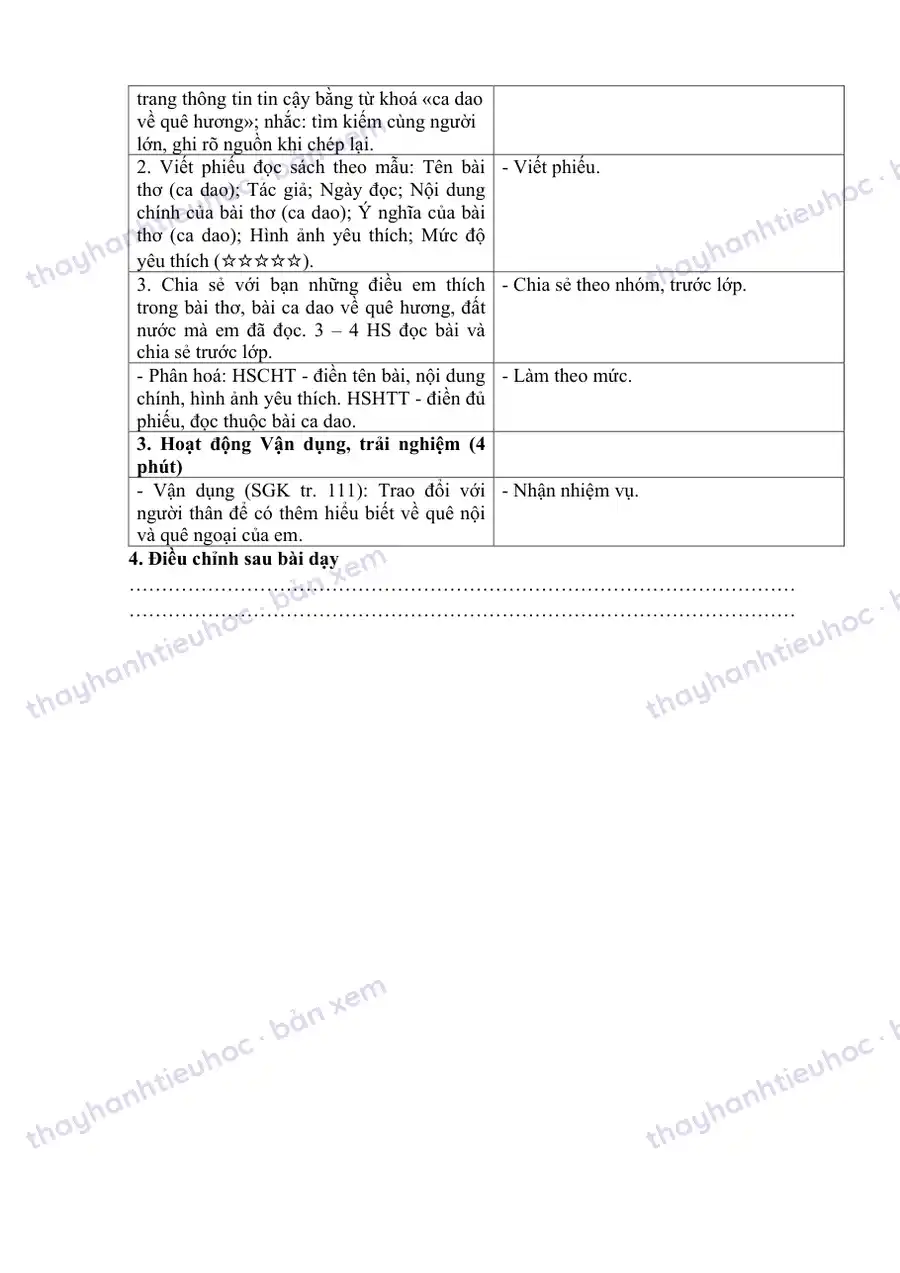 trang thông tin tin cậy bằng từ khoá «ca dao
về quê hương»; nhắc: tìm kiếm cùng người
lớn, ghi rõ nguồn khi chép lại.
2. Viết phiếu đọc sách theo mẫu: Tên bài
thơ (ca dao); Tác giả; Ngày đọc; Nội dung
chính của bài thơ (ca dao); Ý nghĩa của bài
thơ (ca dao); Hình ảnh yêu thích; Mức độ
yêu thích (☆☆☆☆☆).
- Viết phiếu.
3. Chia sẻ với bạn những điều em thích
trong bài thơ, bài ca dao về quê hương, đất
nước mà em đã đọc. 3 – 4 HS đọc bài và
chia sẻ trước lớp.
- Chia sẻ theo nhóm, trước lớp.
- Phân hoá: HSCHT - điền tên bài, nội dung
chính, hình ảnh yêu thích. HSHTT - điền đủ
phiếu, đọc thuộc bài ca dao.
- Làm theo mức.
3. Hoạt động Vận dụng, trải nghiệm (4
phút)
- Vận dụng (SGK tr. 111): Trao đổi với
người thân để có thêm hiểu biết về quê nội
và quê ngoại của em.
- Nhận nhiệm vụ.
4. Điều chỉnh sau bài dạy
……………………………………………………………………………………………
……………………………………………………………………………………………
thayhanhtieuhoc · bản xem
thayhanhtieuhoc · b
thayhanhtieuhoc · bản xem
thayhanhtieuhoc · b
thayhanhtieuhoc · bản xem
thayhanhtieuhoc · b